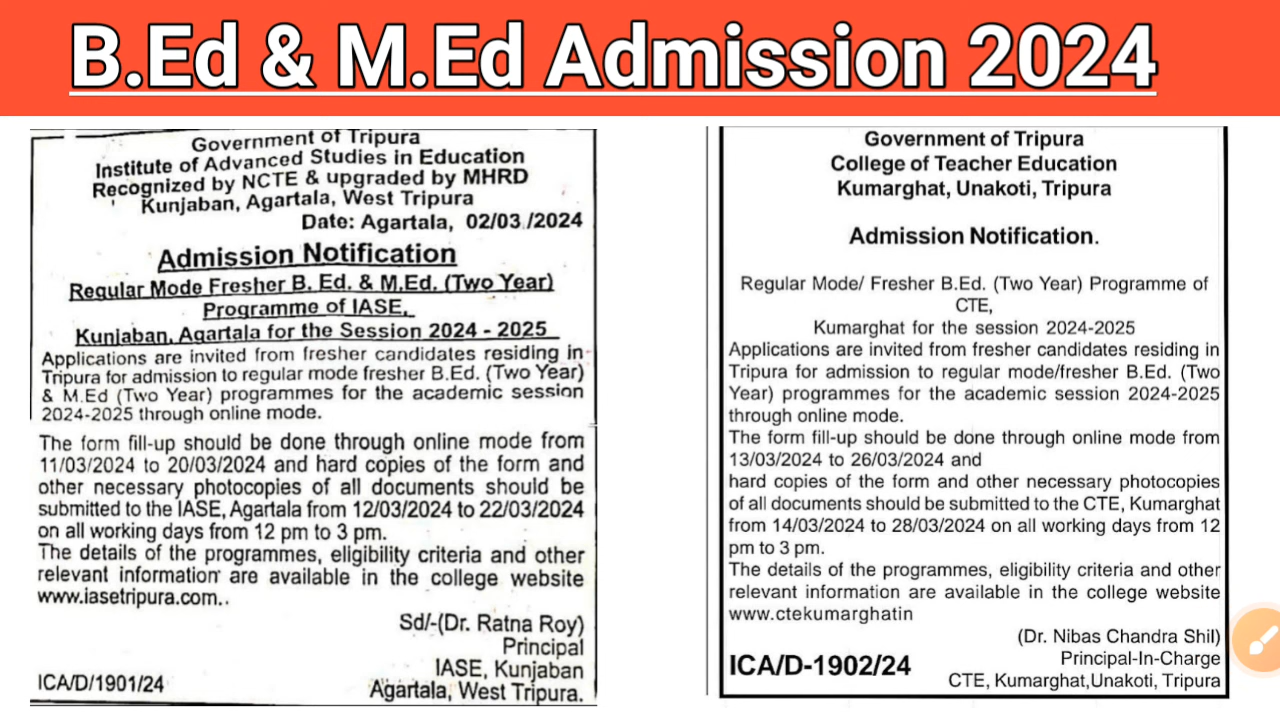 B.Ed & M.Ed Admission 2024
Government of Tripura
Institute of Advanced Studies in Education
Recognized by NCTE & upgraded by MHRD
Kunjaban, Agartala, West Tripura
Date: Agartala, 02/03./2024
Admission Notification
Regular Mode Fresher B. Ed. & M.Ed. (Two Year)
Programme of IASE,
Kunjaban, Agartala for the Session 2024 - 2025
Applications are invited from fresher candidates residing in
Tripura for admission to regular mode fresher B.Ed. (Two Year)
& M.Ed (Two Year) programmes for the academic session
2024-2025 through online mode.
The form fill-up should be done through online mode from
11/03/2024 to 20/03/2024 and hard copies of the form and
other necessary photocopies of all documents should be
submitted to the IASE, Agartala from 12/03/2024 to 22/03/2024
on all working days from 12 pm to 3 pm.
The details of the programmes, eligibility criteria and other
relevant information are available in the college website
www.iasetripura.com..
Sd/-(Dr. Ratna Roy)
Principal
IASE, Kunjaban
Agartala, West Tripura.
ICA/D/1901/24
Government of Tripura
College of Teacher Education
Kumarghat, Unakoti, Tripura
Admission Notification.
Regular Mode/ Fresher B.Ed. (Two Year) Programme of
CTE,
Kumarghat for the session 2024-2025
Applications are invited from fresher candidates residing in
Tripura for admission to regular mode/fresher B.Ed. (Two
Year) programmes for the academic session 2024-2025
through online mode.
The form fill-up should be done through online mode from
13/03/2024 to 26/03/2024 and
hard copies of the form and other necessary photocopies
of all documents should be submitted to the CTE, Kumarghat
from 14/03/2024 to 28/03/2024 on all working days from 12
pm to 3 pm.
The details of the programmes, eligibility criteria and other
relevant information are available in the college website
www.ctekumarghatin
(Dr. Nibas Chandra Shil)
Principal-In-Charge
CTE, Kumarghat,Unakoti, Tripura
ICA/D-1902/24